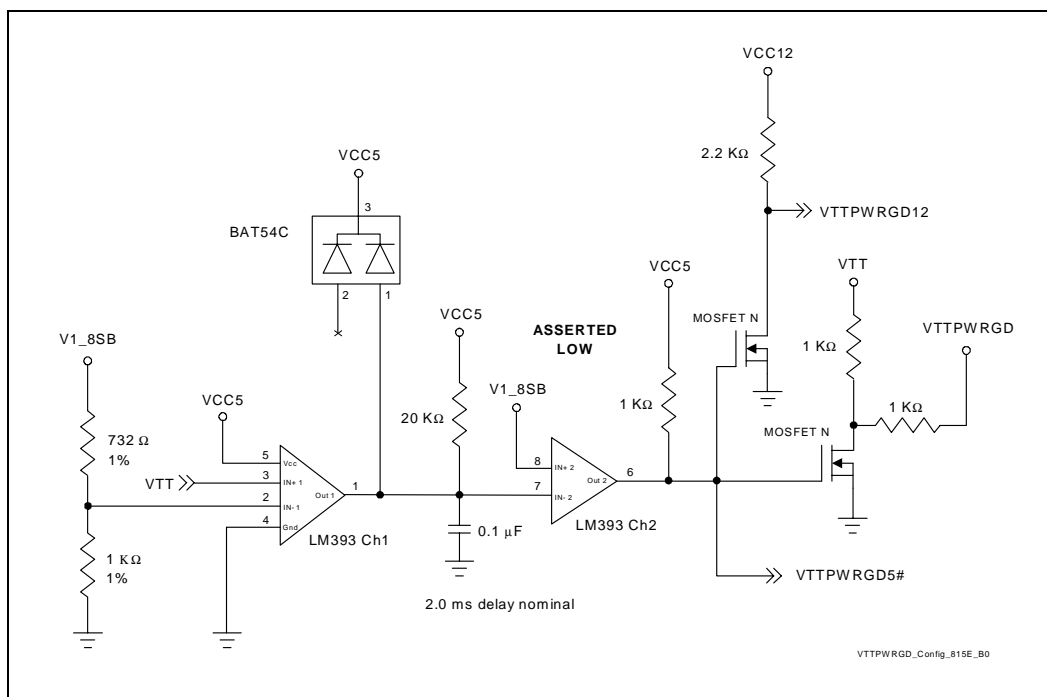 VCC12
2.2 KΩ
VTTPWRGD12
VCC5
3
BAT54C
2
1
VCC5
VTT
MOSFET N
VTTPWRGD
1 KΩ
1 KΩ
MOSFET N
V1_8SB
VCC5
ASSERTED
LOW
V1_8SB
1 KΩ
20 KΩ
732 Ω
1%
VCC5
5
Vcc
3
IN+ 1
VTT
2
IN- 1
Out 1
1
4
Gnd
LM393 Ch1
8
IN+ 2
7
IN- 2
Out 2
6
LM393 Ch2
0.1 µF
1 KΩ
1%
VTTPWRGD5#
2.0 ms delay nominal
VTTPWRGD_Config_815E_B0